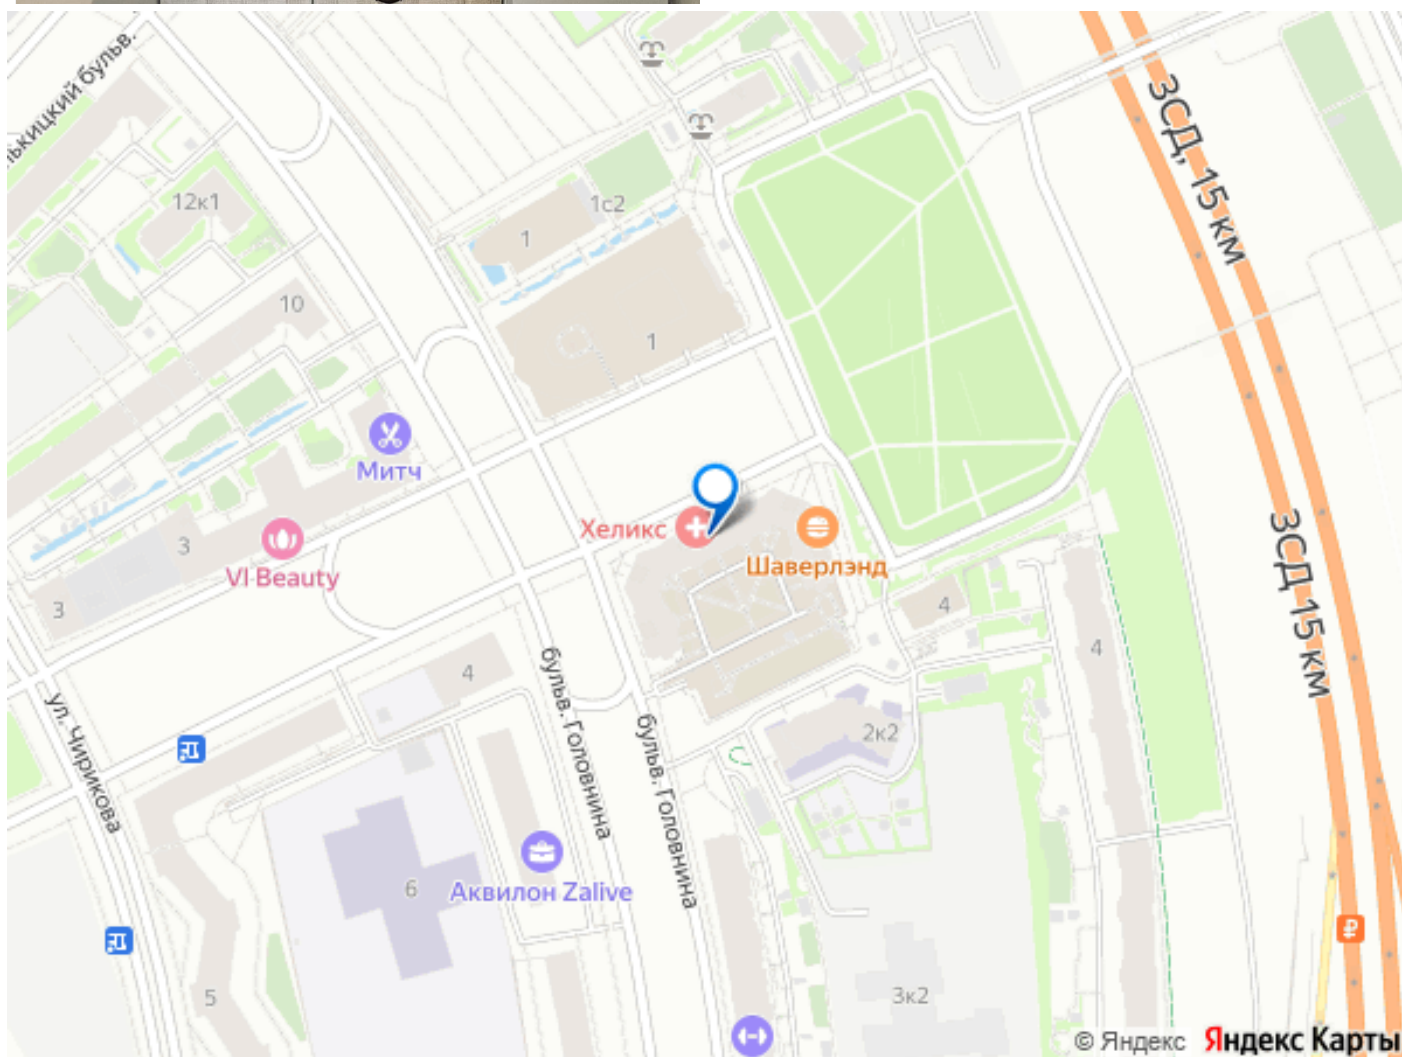 ькицкий бульв.
ЗСД, 15 км
12к1
1с2
1
10
1
Митч
Хеликс
Шаверлэнд
3
VI Beauty
3
4
4
4
бульв. Головнина
ул. Чирикова
бульв. Головнина
2к2
Аквилон Zalive
6
ЗСД 15 км
5
3к2
© Яндекс Яндекс Карты